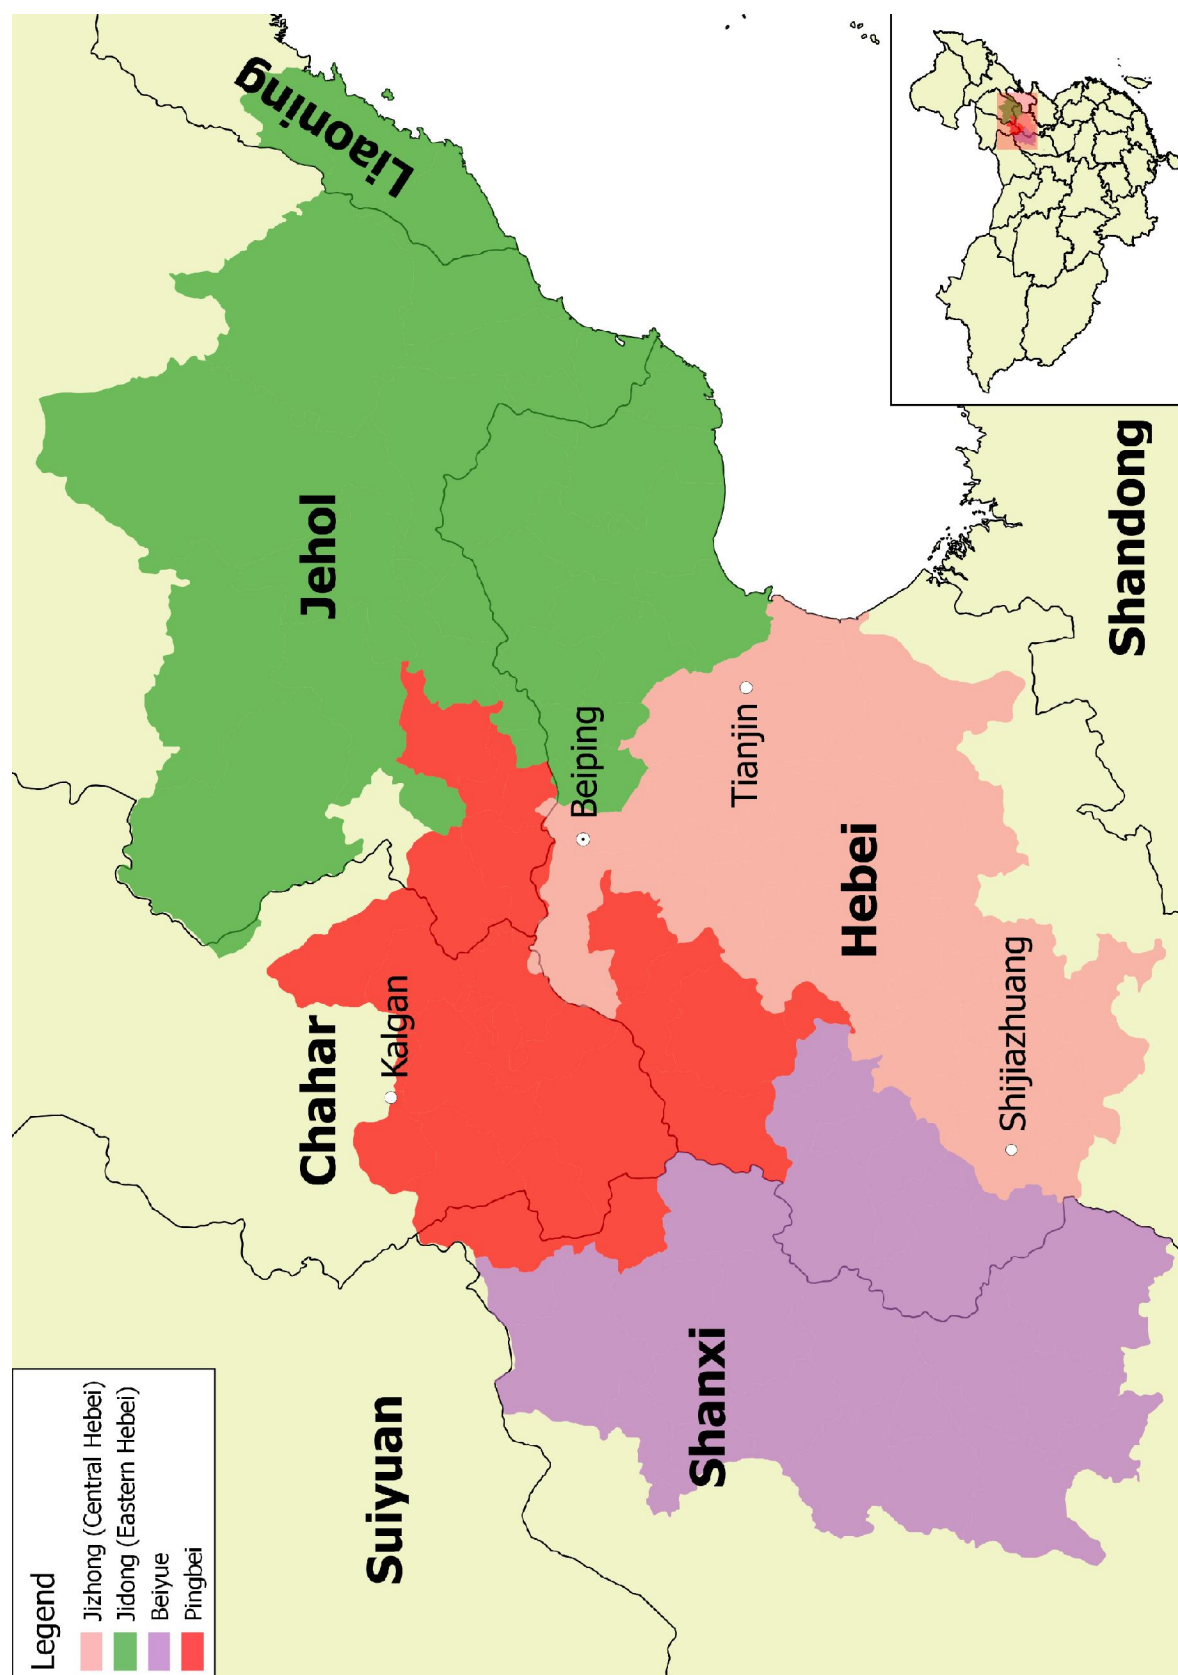 Legend
Jizhong (Central Hebei)
Jidong (Eastern Hebei)
Beiyue
Pingbei
Suiyuan
Chahar
Kalgan
Jehol
Liaoning
Beiping
Tianjin
Hebei
Shanxi
Shijiazhuang
Shandong